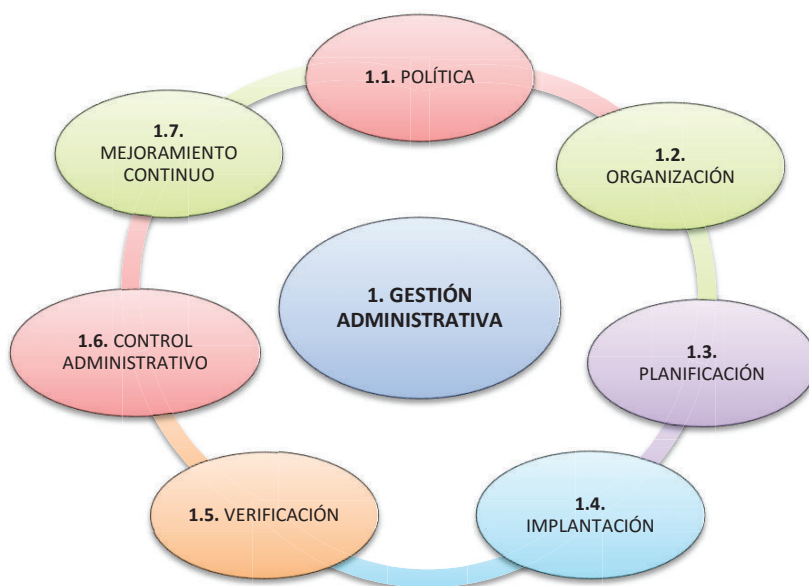 1.1. POLÍTICA
1.2.
ORGANIZACIÓN
1.3.
PLANIFICACIÓN
1.4.
IMPLANTACIÓN
1.5. VERIFICACIÓN
1.6. CONTROL
ADMINISTRATIVO
1.7.
MEJORAMIENTO
CONTINUO
1. GESTIÓN
ADMINISTRATIVA